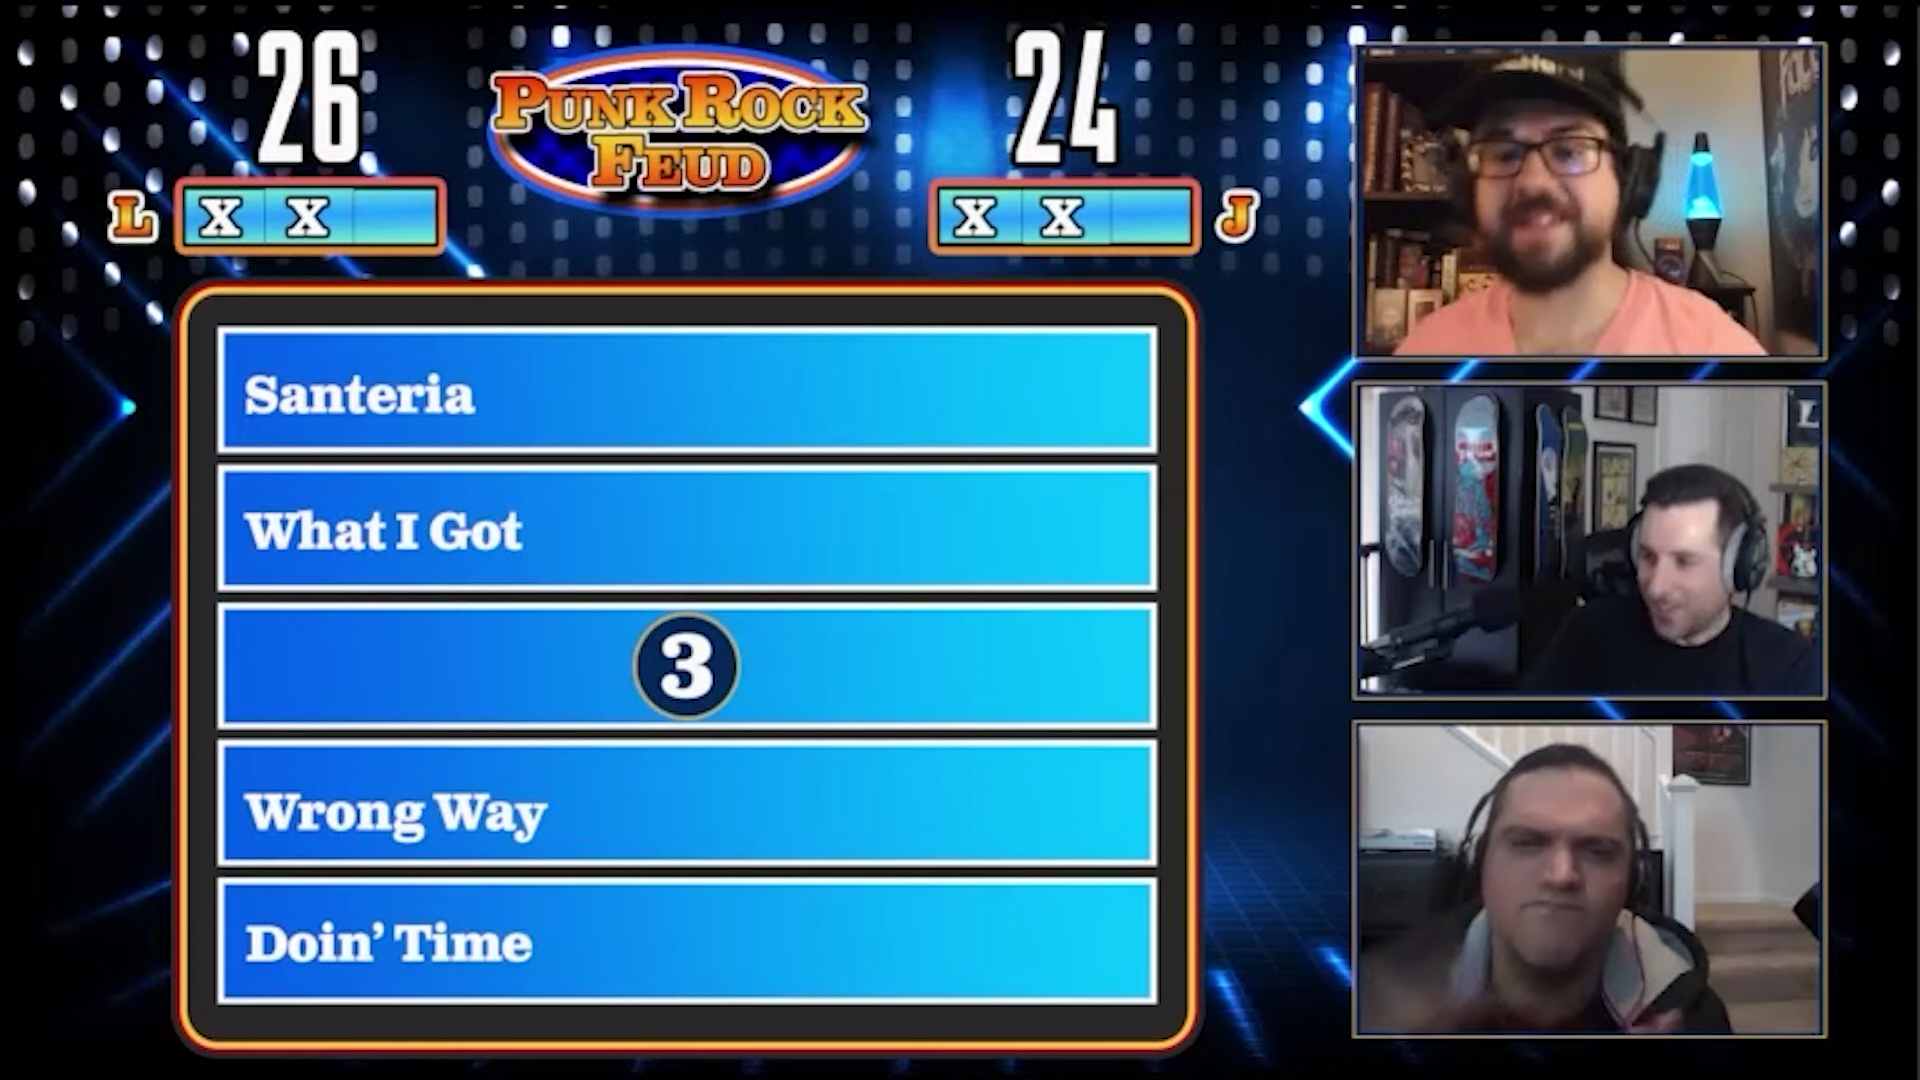 26
PUNK ROCK
FEUD
24
L X X
X X J
Santeria
What I Got
3
Wrong Way
Doin' Time